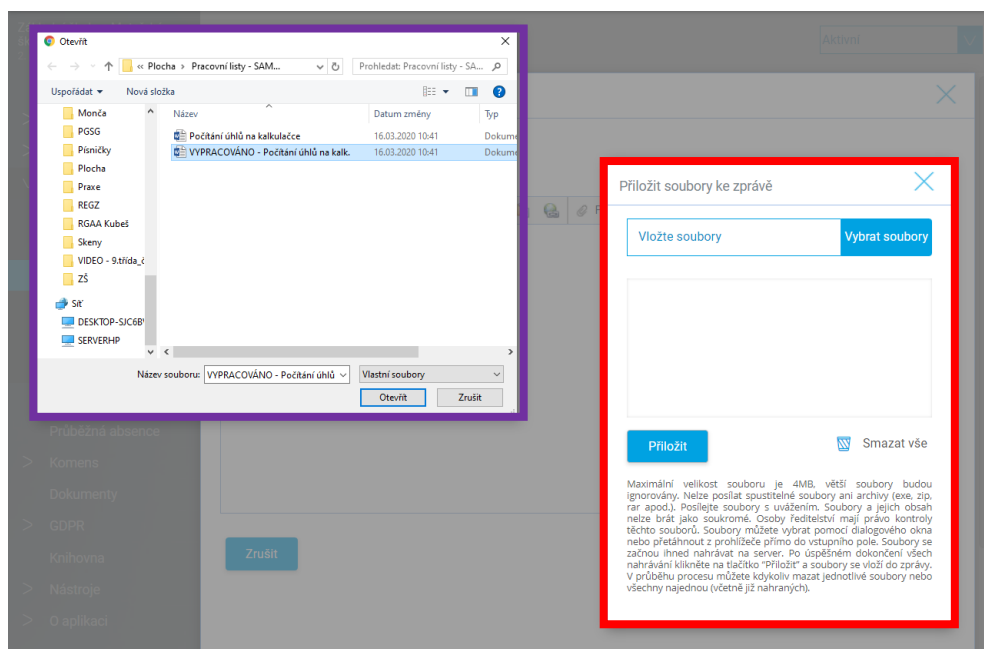 Otevřít
« Plocha > Pracovní listy - SAM...
Prohledat: Pracovní listy - SA...
Uspořádat
Nová složka
Název
Datum změny
Typ
Monča
PGSG
Písničky
Plocha
Praxe
REGZ
RGAA Kubeš
Skeny
VIDEO - 9.třída_č
ZŠ
Síť
DESKTOP-SJC6B
SERVERHP
Počítání úhlů na kalkulačce 16.03.2020 10:41 Dokume
VYPRACOVÁNO - Počítání úhlů na kalk. 16.03.2020 10:41 Dokume
Název souboru: VYPRACOVÁNO - Počítání úhlů
Vlastní soubory
Otevřít
Zrušit
Aktivní
Průběžná absence
Komens
Dokumenty
GDPR
Knihovna
Nástroje
O aplikaci
Zrušit
Přiložit soubory ke zprávě
Vložte soubory
Vybrat soubory
Přiložit
Smazat vše
Maximální velikost souboru je 4MB, větší soubory budou
ignorovány. Nelze posílat spustitelné soubory ani archivy (exe, zip,
rar apod.). Posílejte soubory s uvážením. Soubory a jejich obsah
nelze brát jako soukromé. Osoby ředitelství mají právo kontroly
těchto souborů. Soubory můžete vybrat pomocí dialogového okna
nebo přetáhnout z prohlížeče přímo do vstupního pole. Soubory se
začnou ihned nahrávat na server. Po úspěšném dokončení všech
nahrávání klikněte na tlačítko "Přiložit" a soubory se vloží do zprávy.
V průběhu procesu můžete kdykoliv mazat jednotlivé soubory nebo
všechny najednou (včetně již nahraných).